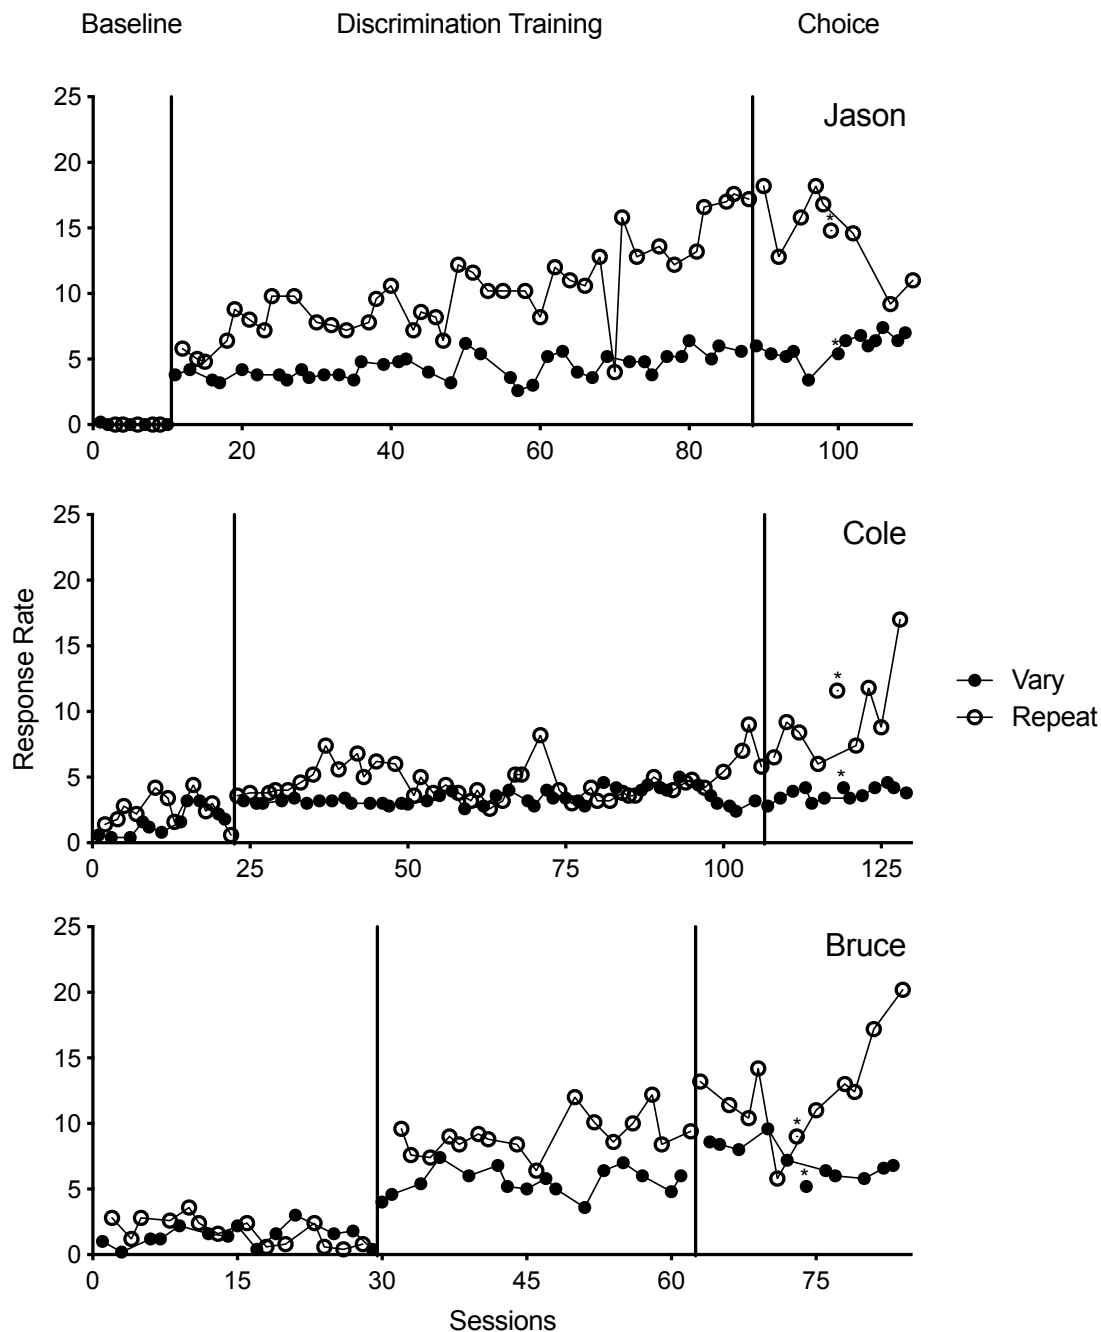 Baseline Discrimination Training Choice
Jason
25
20
15
10
5
0
*
*
0 20 40 60 80 100
Cole
25
20
15
10
5
0
*
*
0 25 50 75 100 125
Response Rate
Vary
Repeat
Bruce
25
20
15
10
5
0
*
*
0 15 30 45 60 75
Sessions